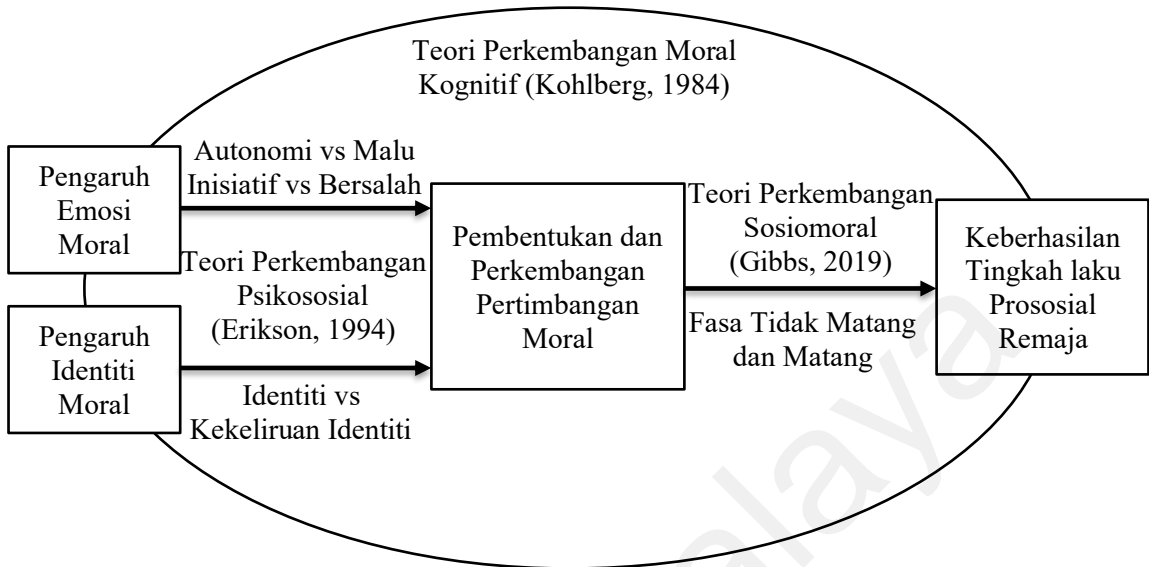 Teori Perkembangan Moral
Kognitif (Kohlberg, 1984)
Pengaruh
Emosi
Moral
Autonomi vs Malu
Inisiatif vs Bersalah
Teori Perkembangan
Psikososial
(Erikson, 1994)
Pengaruh
Identiti
Moral
Identiti vs
Kekeliruan Identiti
Pembentukan dan
Perkembangan
Pertimbangan
Moral
Teori Perkembangan
Sosiomoral
(Gibbs, 2019)
Fasa Tidak Matang
dan Matang
Keberhasilan
Tingkah laku
Prososial
Remaja
alaya